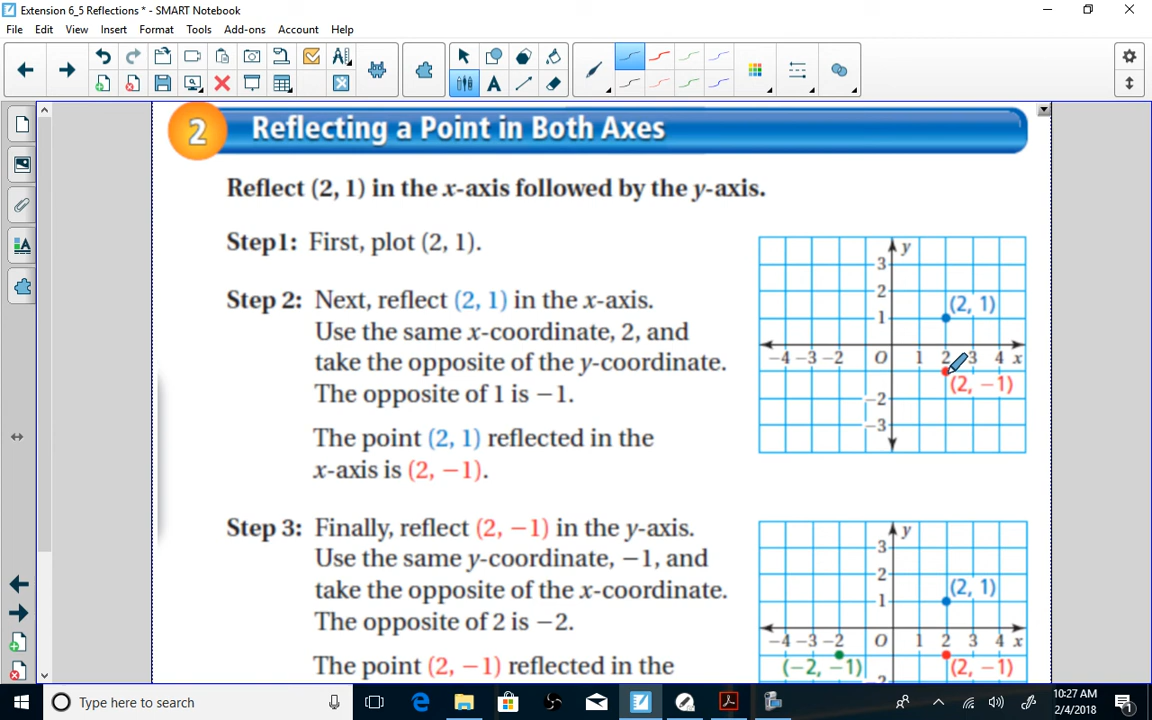 Extension 6_5 Reflections * - SMART Notebook
File Edit View Insert Format Tools Add-ons Account Help
2 Reflecting a Point in Both Axes
Reflect (2, 1) in the x-axis followed by the y-axis.
Step1: First, plot (2, 1).
Step 2: Next, reflect (2, 1) in the x-axis.
Use the same x-coordinate, 2, and
take the opposite of the y-coordinate.
The opposite of 1 is −1.
The point (2, 1) reflected in the
x-axis is (2, −1).
y
3
2
(2, 1)
1
−4 −3 −2 O 1 2 3 4 x
(2, −1)
−2
−3
Step 3: Finally, reflect (2, −1) in the y-axis.
Use the same y-coordinate, −1, and
take the opposite of the x-coordinate.
The opposite of 2 is −2.
The point (2, −1) reflected in the
y
3
2
(2, 1)
1
−4 −3 −2 O 1 2 3 4 x
(−2, −1) (2, −1)
Type here to search
10:27 AM
2/4/2018
1